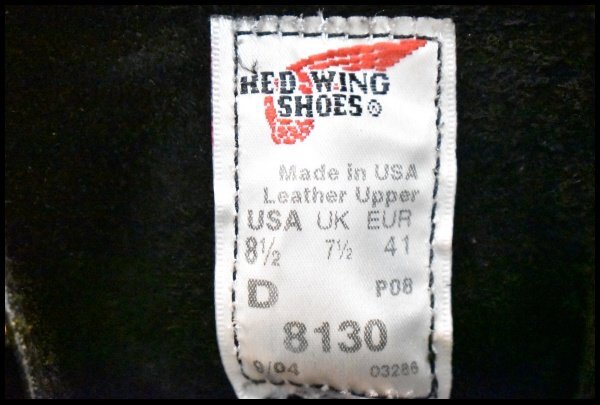 RED WING
SHOES®
Made in USA
Leather Upper
USA UK EUR
8½ 7½ 41
D P08
8130
9/04 03286